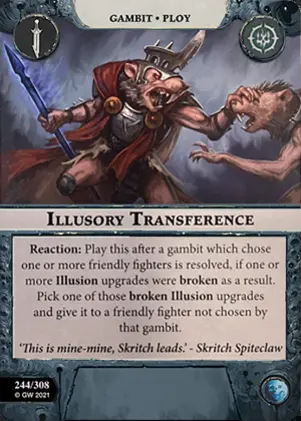 GAMBIT • PLOY
ILLUSORY TRANSFERENCE
Reaction: Play this after a gambit which chose
one or more friendly fighters is resolved, if one or
more Illusion upgrades were broken as a result.
Pick one of those broken Illusion upgrades
and give it to a friendly fighter not chosen by
that gambit.
‘This is mine-mine, Skritch leads.’ - Skritch Spiteclaw
244/308
© GW 2021